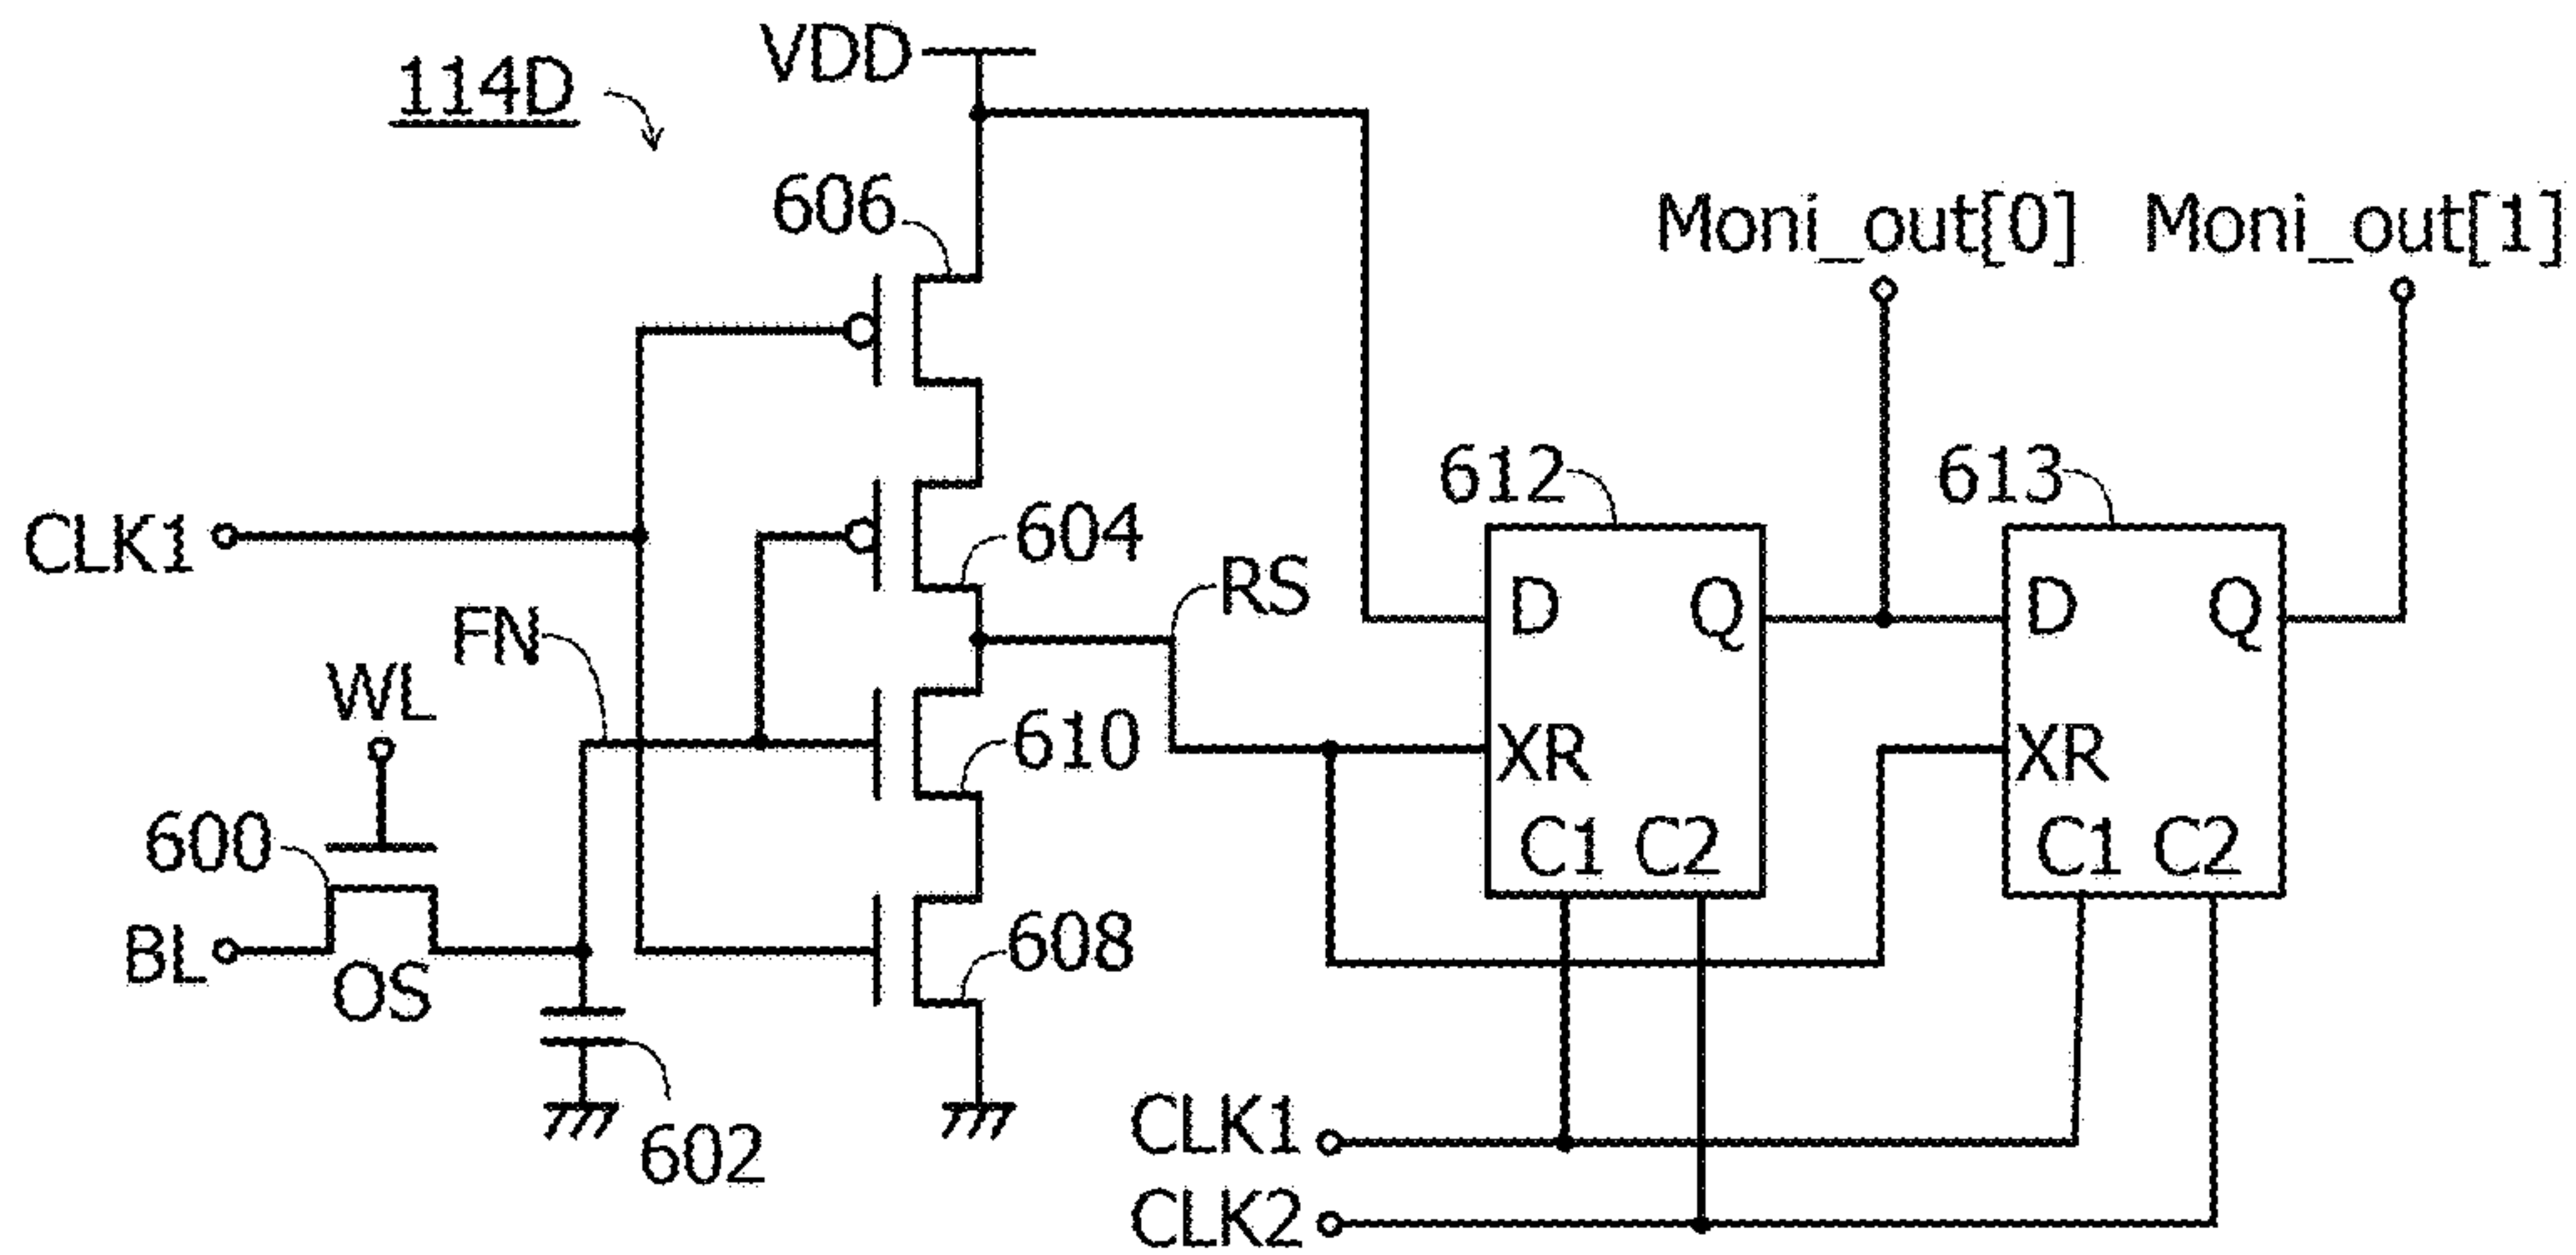 VDD
114D
606
Moni_out[0]
Moni_out[1]
612
613
CLK1
604
RS
FN
D
Q
D
Q
WL
610
XR
XR
600
C1 C2
C1 C2
BL
OS
608
602
CLK1
CLK2